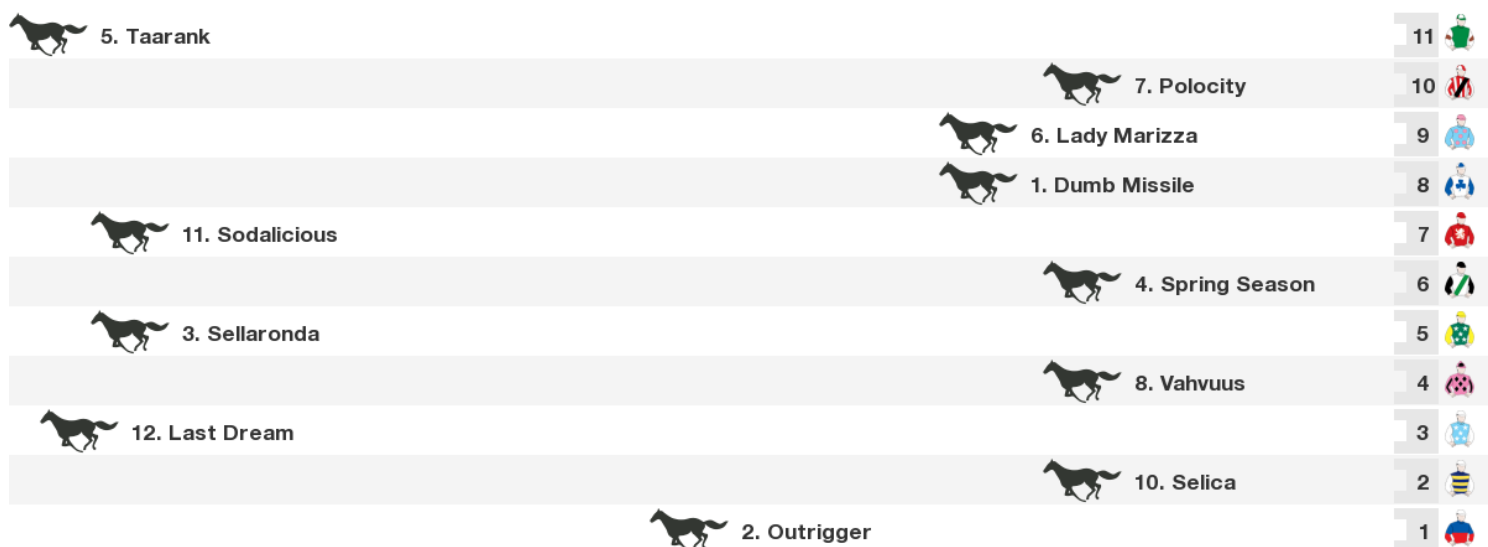 5. Taarank 11
7. Polocity 10
6. Lady Marizza 9
1. Dumb Missile 8
11. Sodalicious 7
4. Spring Season 6
3. Sellaronda 5
8. Vahvuus 4
12. Last Dream 3
10. Selica 2
2. Outrigger 1